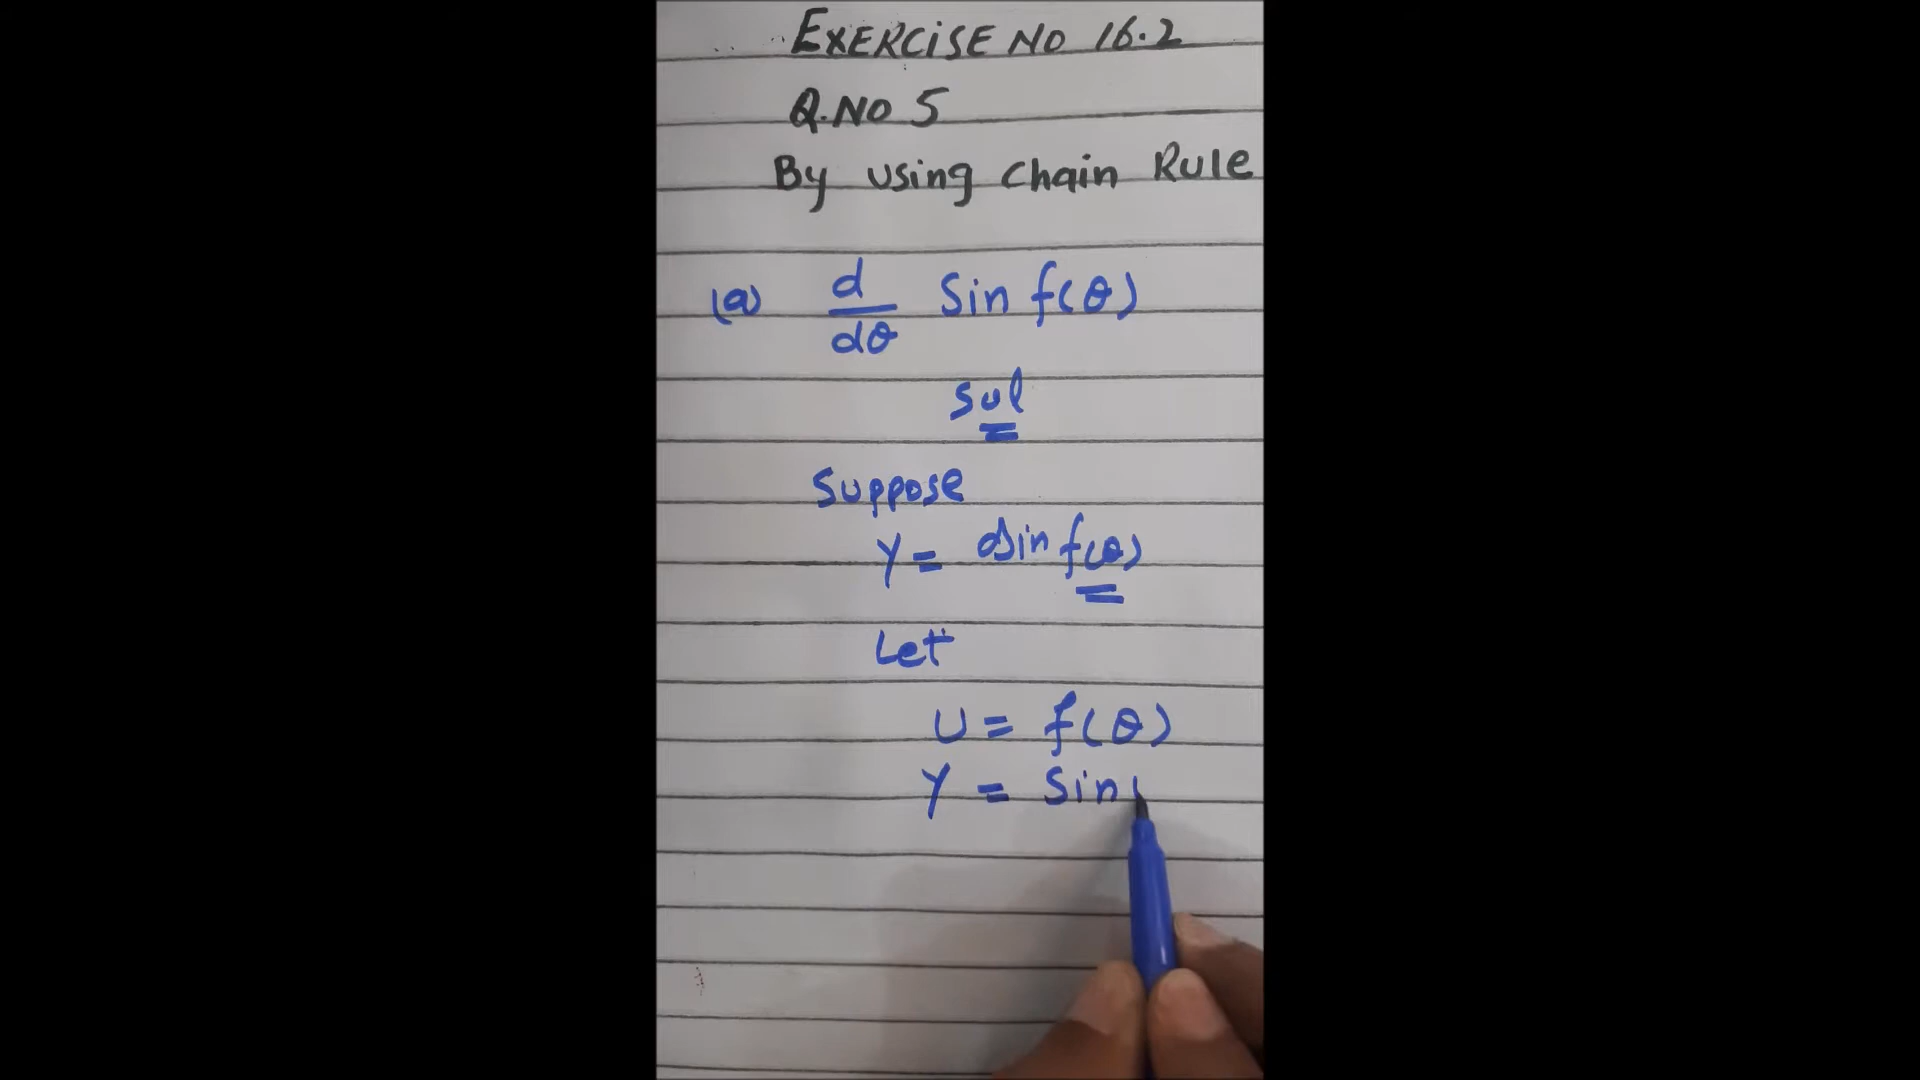 EXERCISE NO 16.2
Q.NO 5
By using chain Rule
(a) d/dθ Sin f(θ)
Sol
Suppose
Y = Sin f(θ)
Let
U = f(θ)
Y = Sin